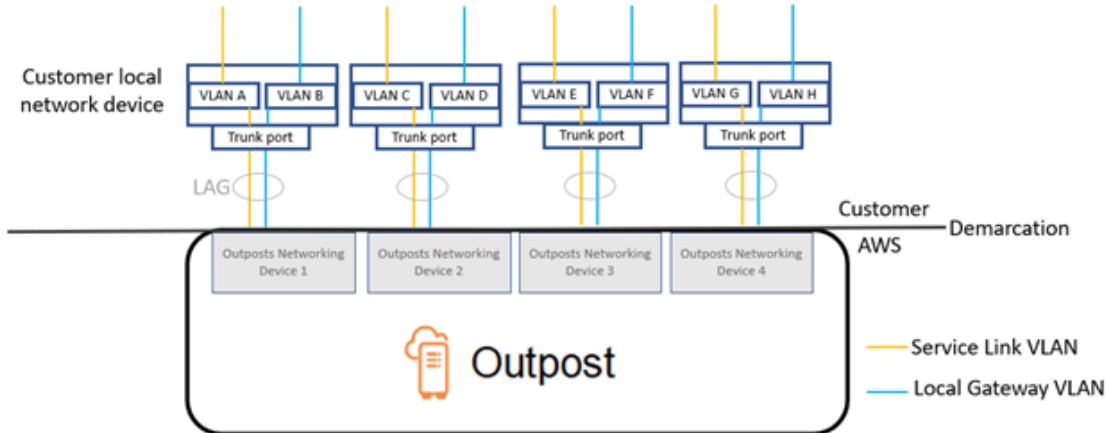 Customer local
network device
VLAN A
VLAN B
VLAN C
VLAN D
VLAN E
VLAN F
VLAN G
VLAN H
Trunk port
Trunk port
Trunk port
Trunk port
LAG
Customer
AWS
Demarcation
Outposts Networking
Device 1
Outposts Networking
Device 2
Outposts Networking
Device 3
Outposts Networking
Device 4
Outpost
Service Link VLAN
Local Gateway VLAN